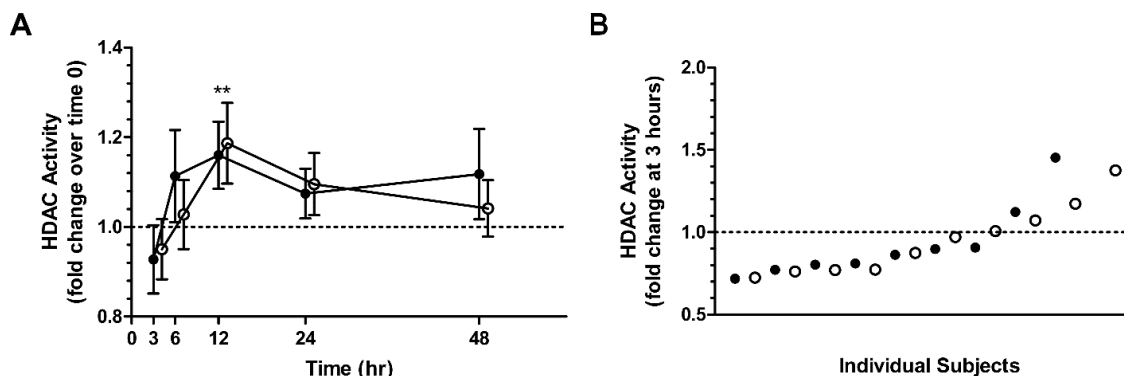 A
HDAC Activity
(fold change over time 0)
1.4
1.2
1.0
0.8
**
0 3 6 12 24 48
Time (hr)
B
HDAC Activity
(fold change at 3 hours)
2.0
1.5
1.0
0.5
Individual Subjects